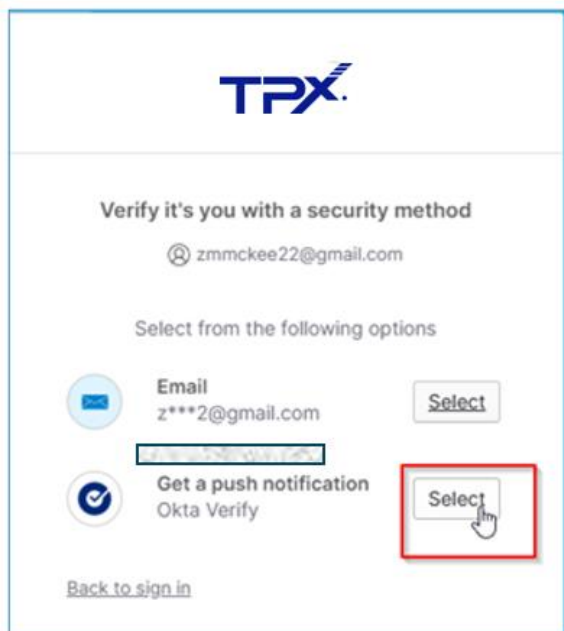 TPX.
Verify it's you with a security method
zmmckee22@gmail.com
Select from the following options
Email
z***2@gmail.com
Select
Get a push notification
Okta Verify
Select
Back to sign in